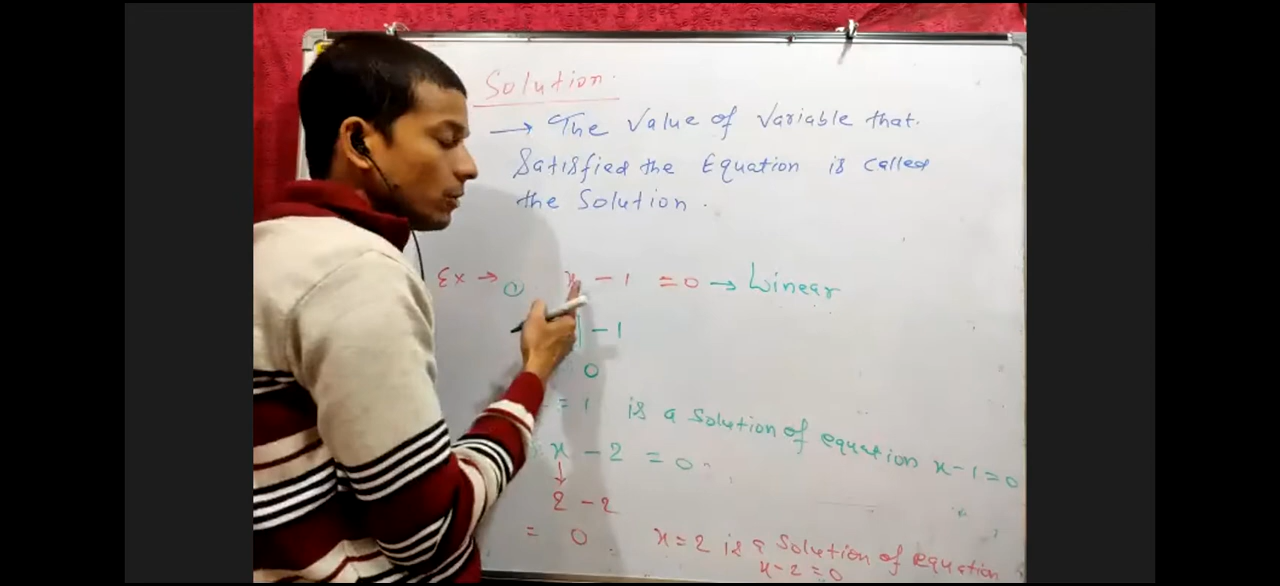 Solution.
→ The Value of Variable that.
Satisfied the Equation is called
the Solution.
Ex → ① x - 1 = 0 → Linear
1 - 1
0
= 1 is a Solution of equation x-1=0
x - 2 = 0
↓
2 - 2
= 0 x=2 is a Solution of equation
x-2=0